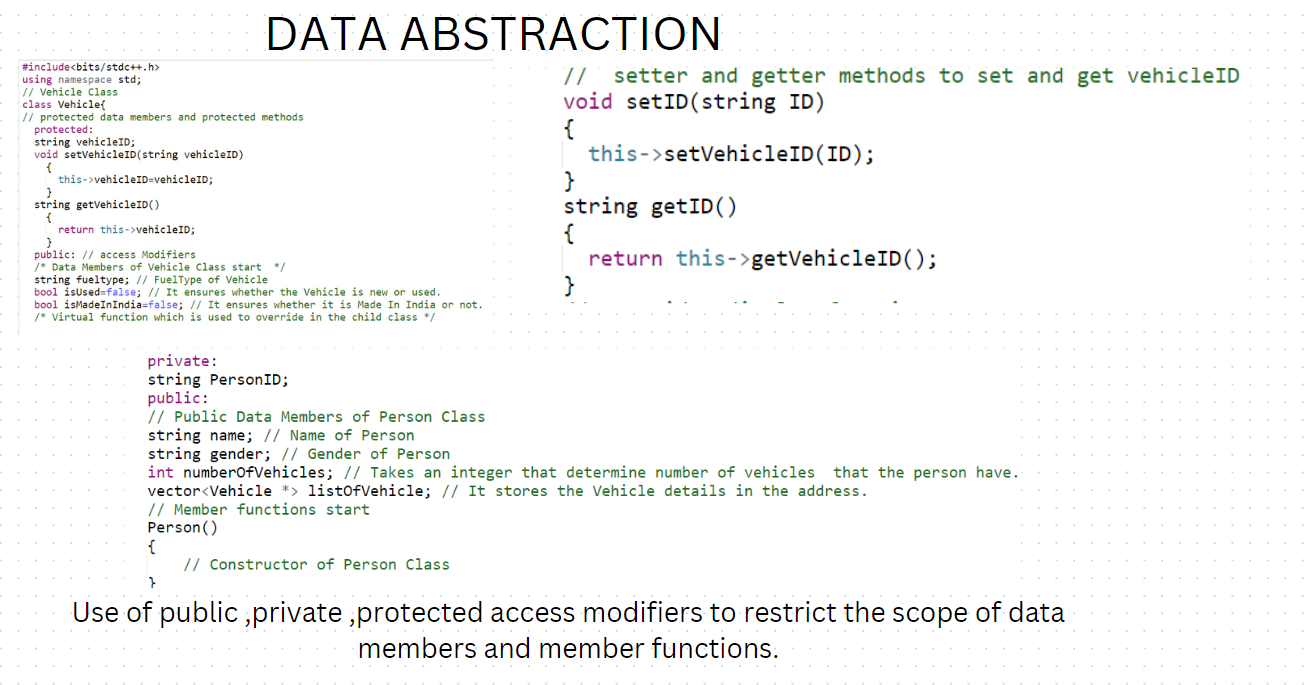 DATA ABSTRACTION
#include<bits/stdc++.h>
using namespace std;
// Vehicle Class
class Vehicle{
// protected data members and protected methods
protected:
string vehicleID;
void setVehicleID(string vehicleID)
{
this->vehicleID=vehicleID;
}
string getVehicleID()
{
return this->vehicleID;
}
public: // access Modifiers
/* Data Members of Vehicle Class start  */
string fueltype; // FuelType of Vehicle
bool isUsed=false; // It ensures whether the Vehicle is new or used.
bool isMadeInIndia=false; // It ensures whether it is Made In India or not.
/* Virtual function which is used to override in the child class */
//  setter and getter methods to set and get vehicleID
void setID(string ID)
{
this->setVehicleID(ID);
}
string getID()
{
return this->getVehicleID();
}
private:
string PersonID;
public:
// Public Data Members of Person Class
string name; // Name of Person
string gender; // Gender of Person
int numberOfVehicles; // Takes an integer that determine number of vehicles  that the person have.
vector<Vehicle *> listOfVehicle; // It stores the Vehicle details in the address.
// Member functions start
Person()
{
// Constructor of Person Class
}
Use of public ,private ,protected access modifiers to restrict the scope of data
members and member functions.